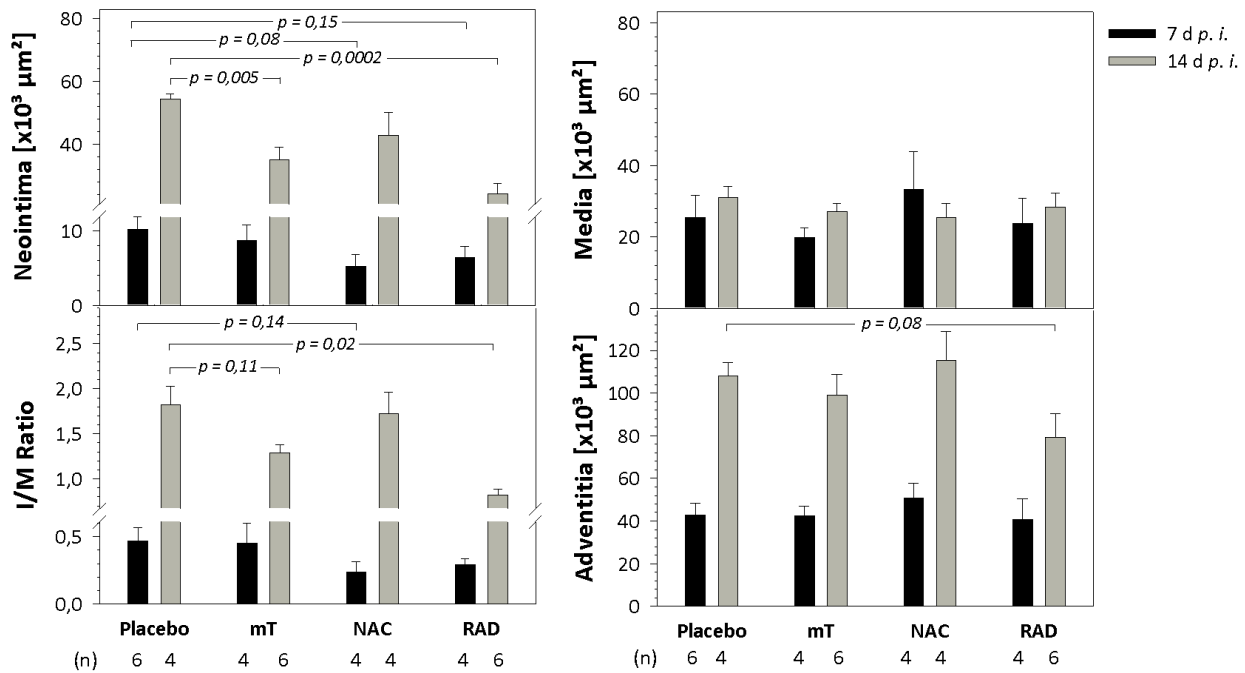 Neointima [x10³ µm²]
80
60
40
10
0
p = 0,15
p = 0,08
p = 0,0002
p = 0,005
I/M Ratio
2,5
2,0
1,5
1,0
0,5
0,0
p = 0,14
p = 0,02
p = 0,11
Placebo mT NAC RAD
(n) 6 4 4 6 4 4 4 6
Media [x10³ µm²]
80
60
40
20
0
7 d p. i.
14 d p. i.
Adventitia [x10³ µm²]
120
100
80
60
40
20
0
p = 0,08
Placebo mT NAC RAD
(n) 6 4 4 6 4 4 4 6